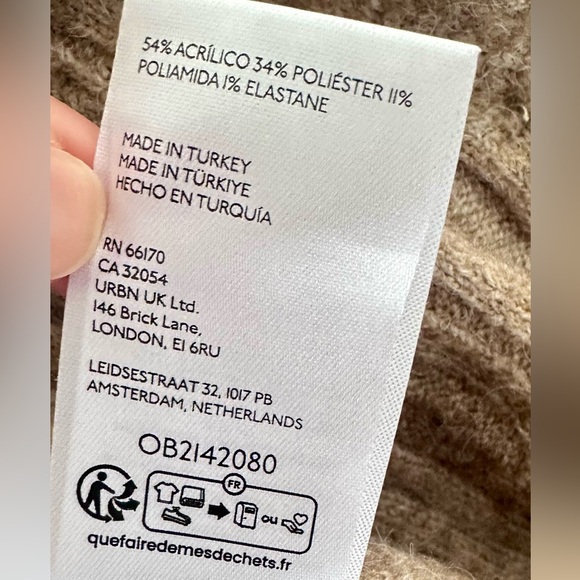 54% ACRÍLICO 34% POLIÉSTER 11%
POLIAMIDA 1% ELASTANE
MADE IN TURKEY
MADE IN TÜRKIYE
HECHO EN TURQUÍA
RN 66170
CA 32054
URBN UK Ltd.
146 Brick Lane,
LONDON, E1 6RU
LEIDSESTRAAT 32, 1017 PB
AMSTERDAM, NETHERLANDS
OB2142080
FR
ou
quefairedemesdechets.fr